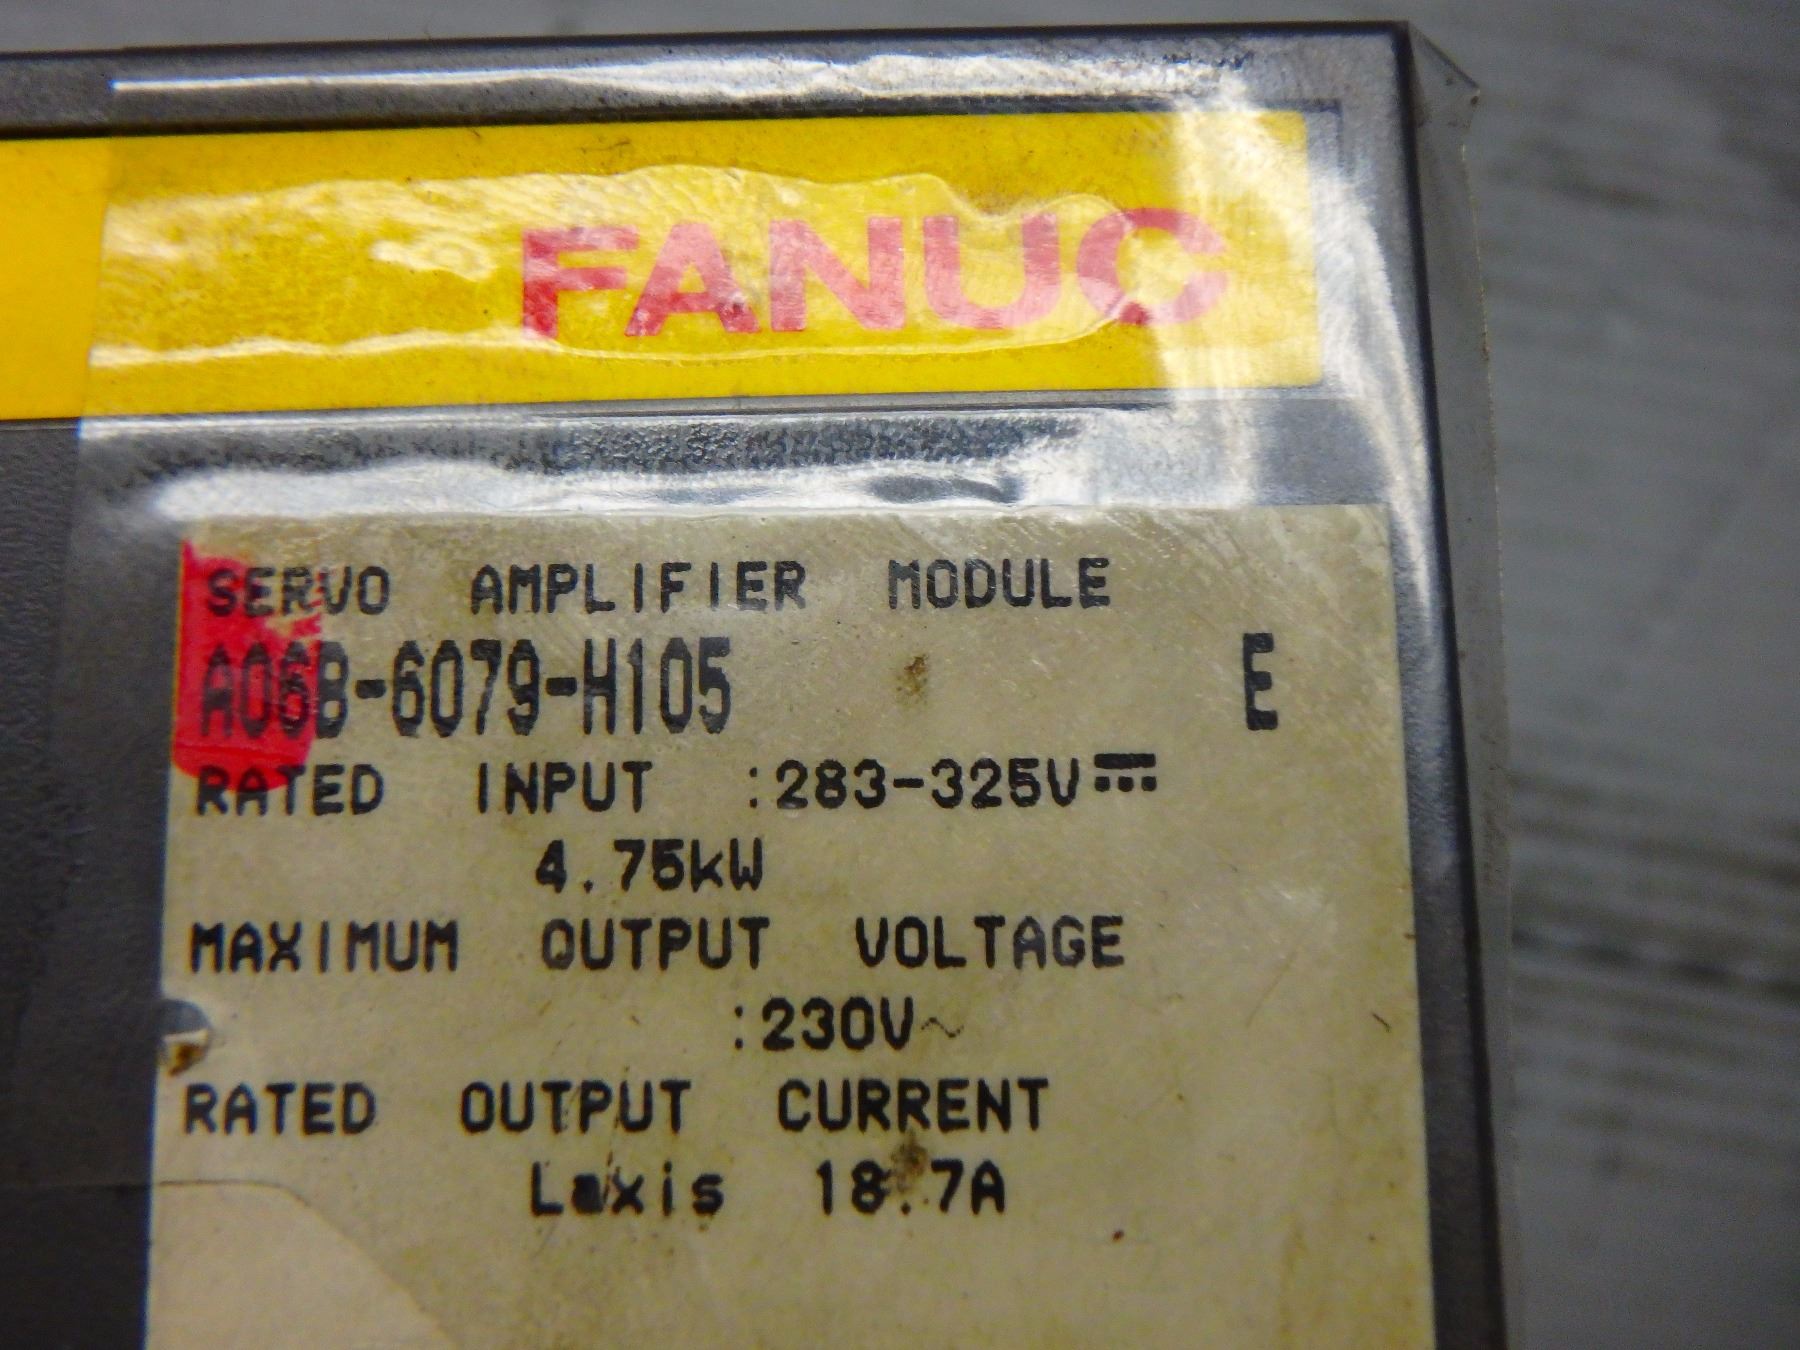 FANUC
SERVO AMPLIFIER MODULE
A06B-6079-H105 E
RATED INPUT :283-325V⎓
4.75kW
MAXIMUM OUTPUT VOLTAGE
:230V~
RATED OUTPUT CURRENT
Laxis 18.7A